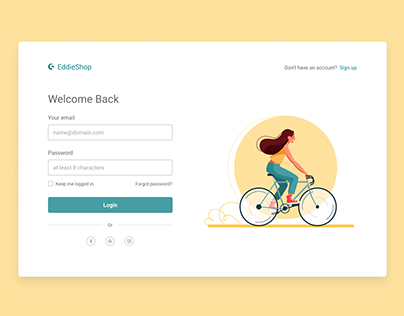 EddieShop
Don't have an account? Sign up
Welcome Back
Your email
name@domain.com
Password
at least 8 characters
Keep me logged in
Forgot password?
Login
Or